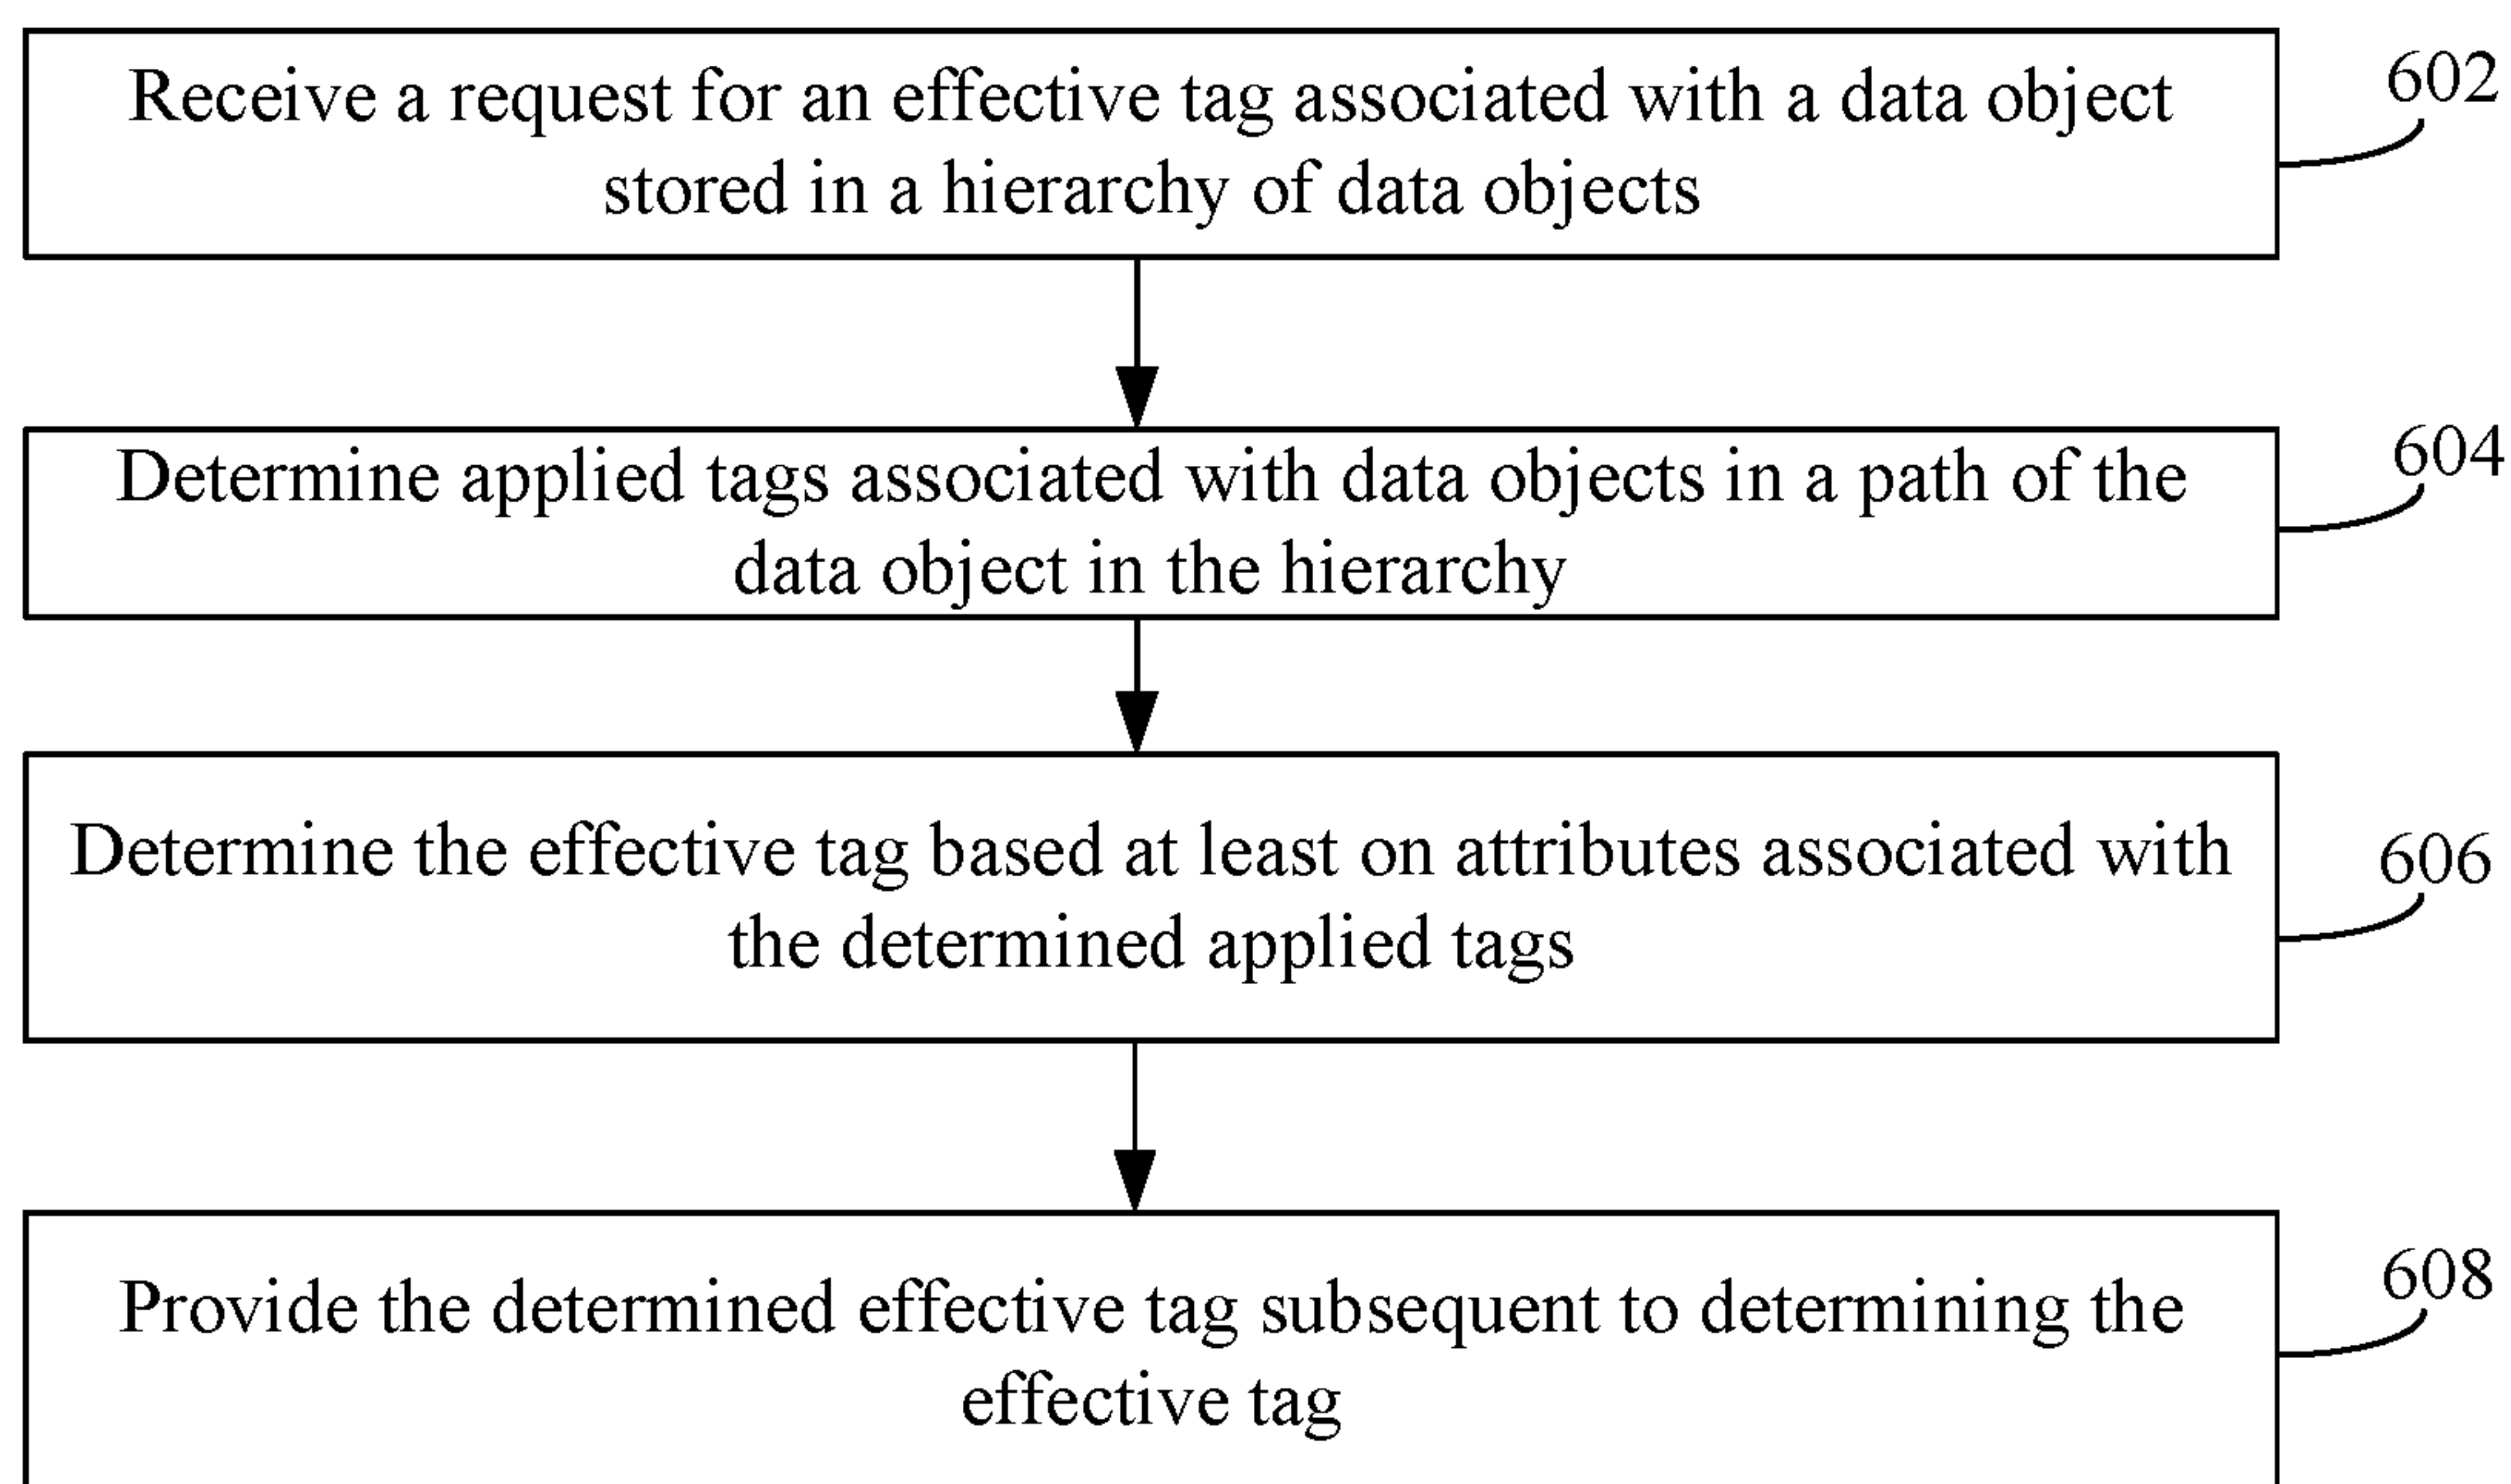 Receive a request for an effective tag associated with a data object
stored in a hierarchy of data objects
602
Determine applied tags associated with data objects in a path of the
data object in the hierarchy
604
Determine the effective tag based at least on attributes associated with
the determined applied tags
606
Provide the determined effective tag subsequent to determining the
effective tag
608